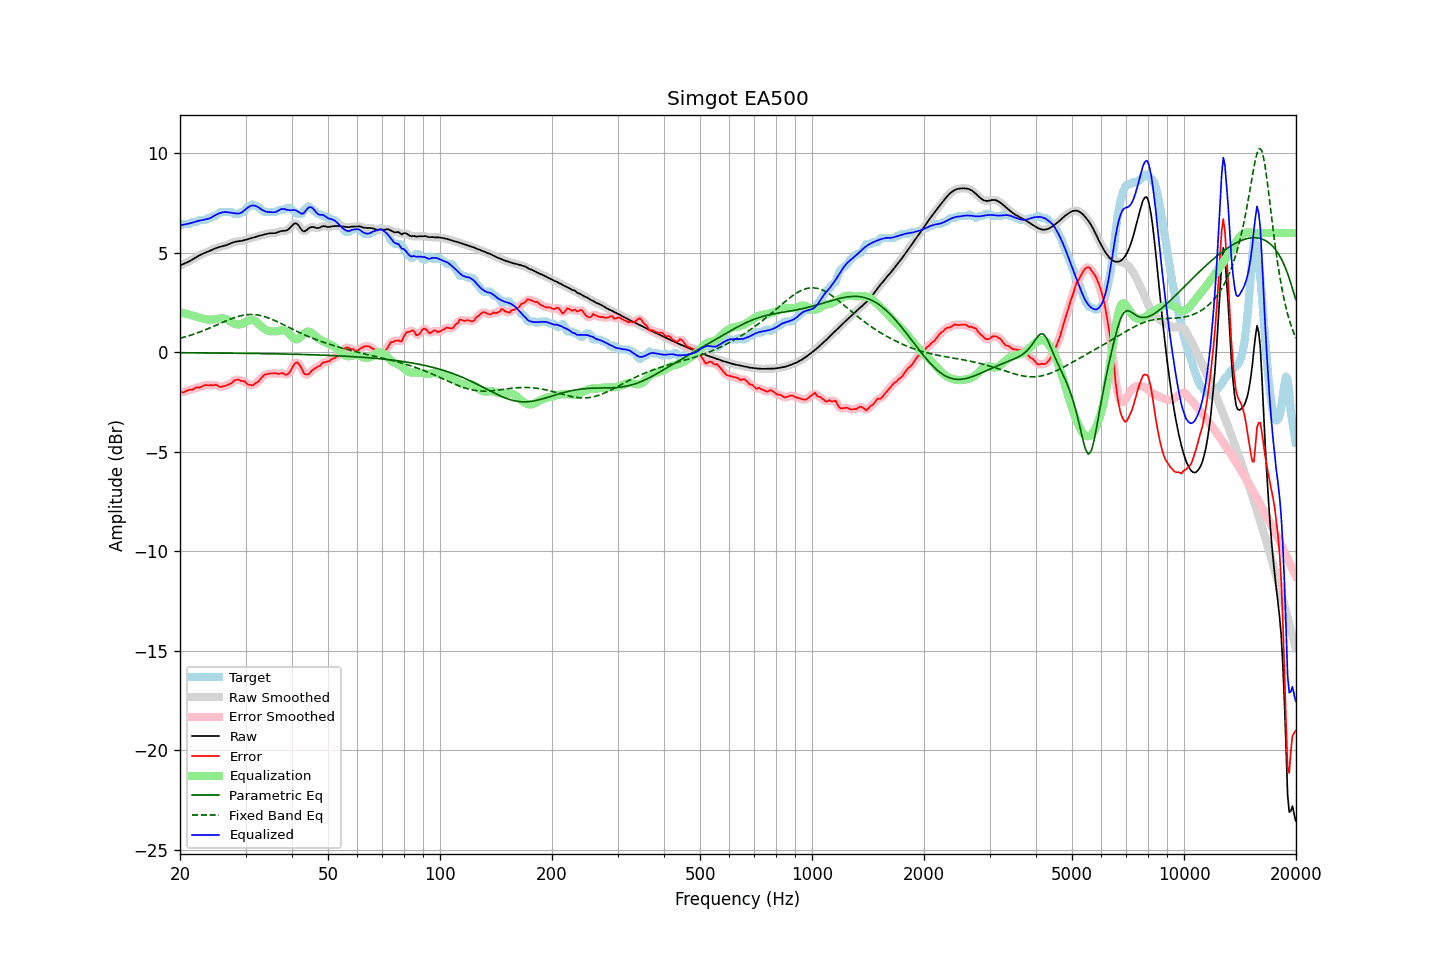 Simgot EA500
Amplitude (dBr)
10
5
0
−5
−10
−15
−20
−25
Target
Raw Smoothed
Error Smoothed
Raw
Error
Equalization
Parametric Eq
Fixed Band Eq
Equalized
20 50 100 200 500 1000 2000 5000 10000 20000
Frequency (Hz)